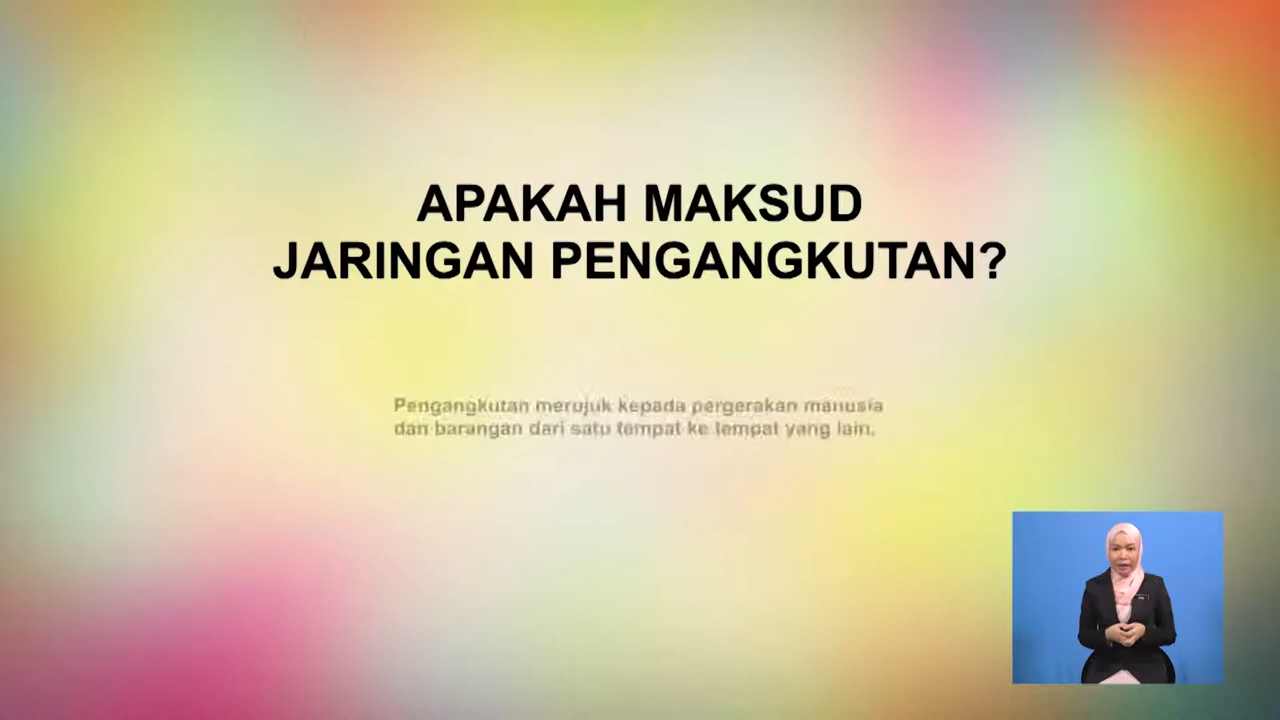 APAKAH MAKSUD
JARINGAN PENGANGKUTAN?
Pengangkutan merujuk kepada pergerakan manusia
dan barangan dari satu tempat ke tempat yang lain.